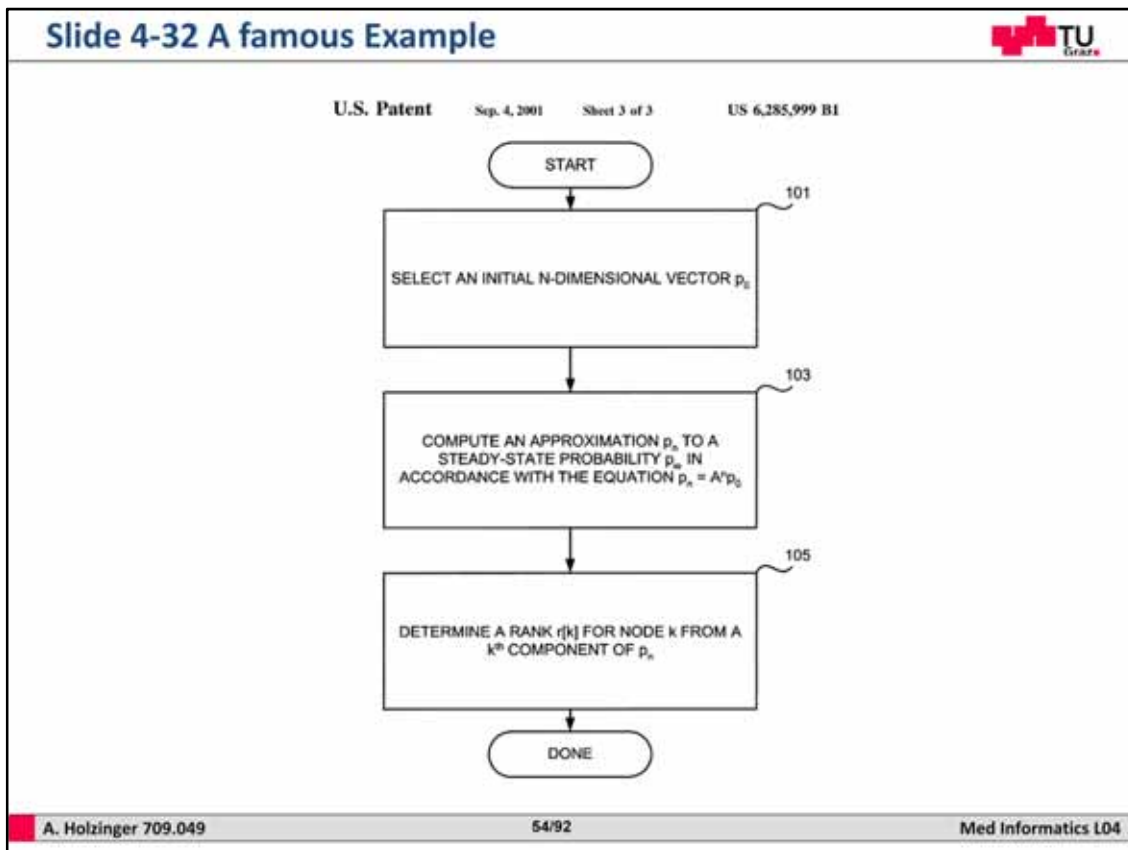 Slide 4-32 A famous Example
TU
Graz
U.S. Patent Sep. 4, 2001 Sheet 3 of 3 US 6,285,999 B1
START
101
SELECT AN INITIAL N-DIMENSIONAL VECTOR p₀
103
COMPUTE AN APPROXIMATION pₙ TO A
STEADY-STATE PROBABILITY p∞ IN
ACCORDANCE WITH THE EQUATION pₙ = Aⁿp₀
105
DETERMINE A RANK r[k] FOR NODE k FROM A
kᵗʰ COMPONENT OF pₙ
DONE
A. Holzinger 709.049 54/92 Med Informatics L04